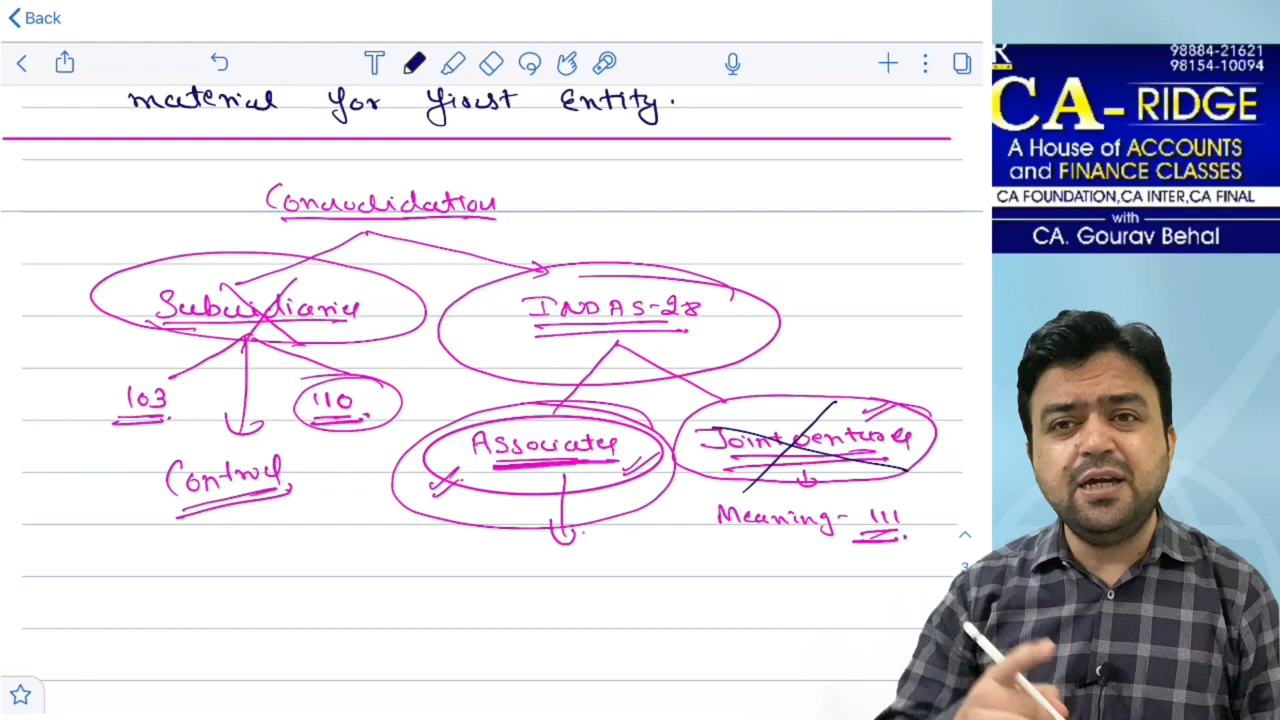 Back
98884-21621
98154-10094
R
CA- RIDGE
A House of ACCOUNTS
and FINANCE CLASSES
CA FOUNDATION,CA INTER,CA FINAL
with
CA. Gourav Behal
T
material for first Entity.
Consolidation
Subsidiaries
INDAS-28
103
110
Associates
Joint ventures
Control
Meaning- 111
3